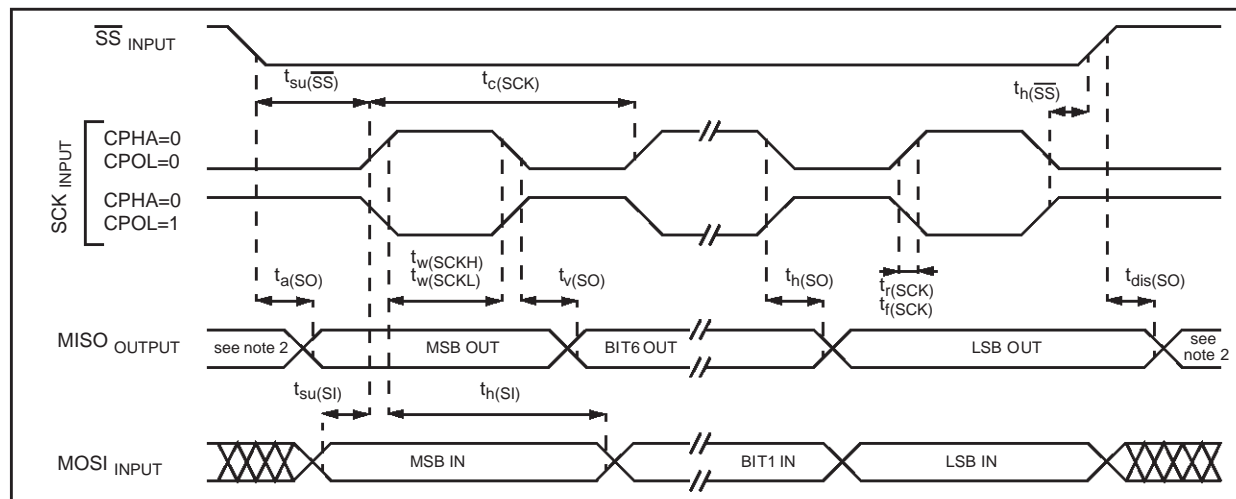 SS INPUT
tsu(SS)
tc(SCK)
th(SS)
SCK INPUT
CPHA=0
CPOL=0
CPHA=0
CPOL=1
ta(SO)
tw(SCKH)
tw(SCKL)
tv(SO)
th(SO)
tr(SCK)
tf(SCK)
tdis(SO)
MISO OUTPUT
see note 2
MSB OUT
BIT6 OUT
LSB OUT
see
note 2
tsu(SI)
th(SI)
MOSI INPUT
MSB IN
BIT1 IN
LSB IN